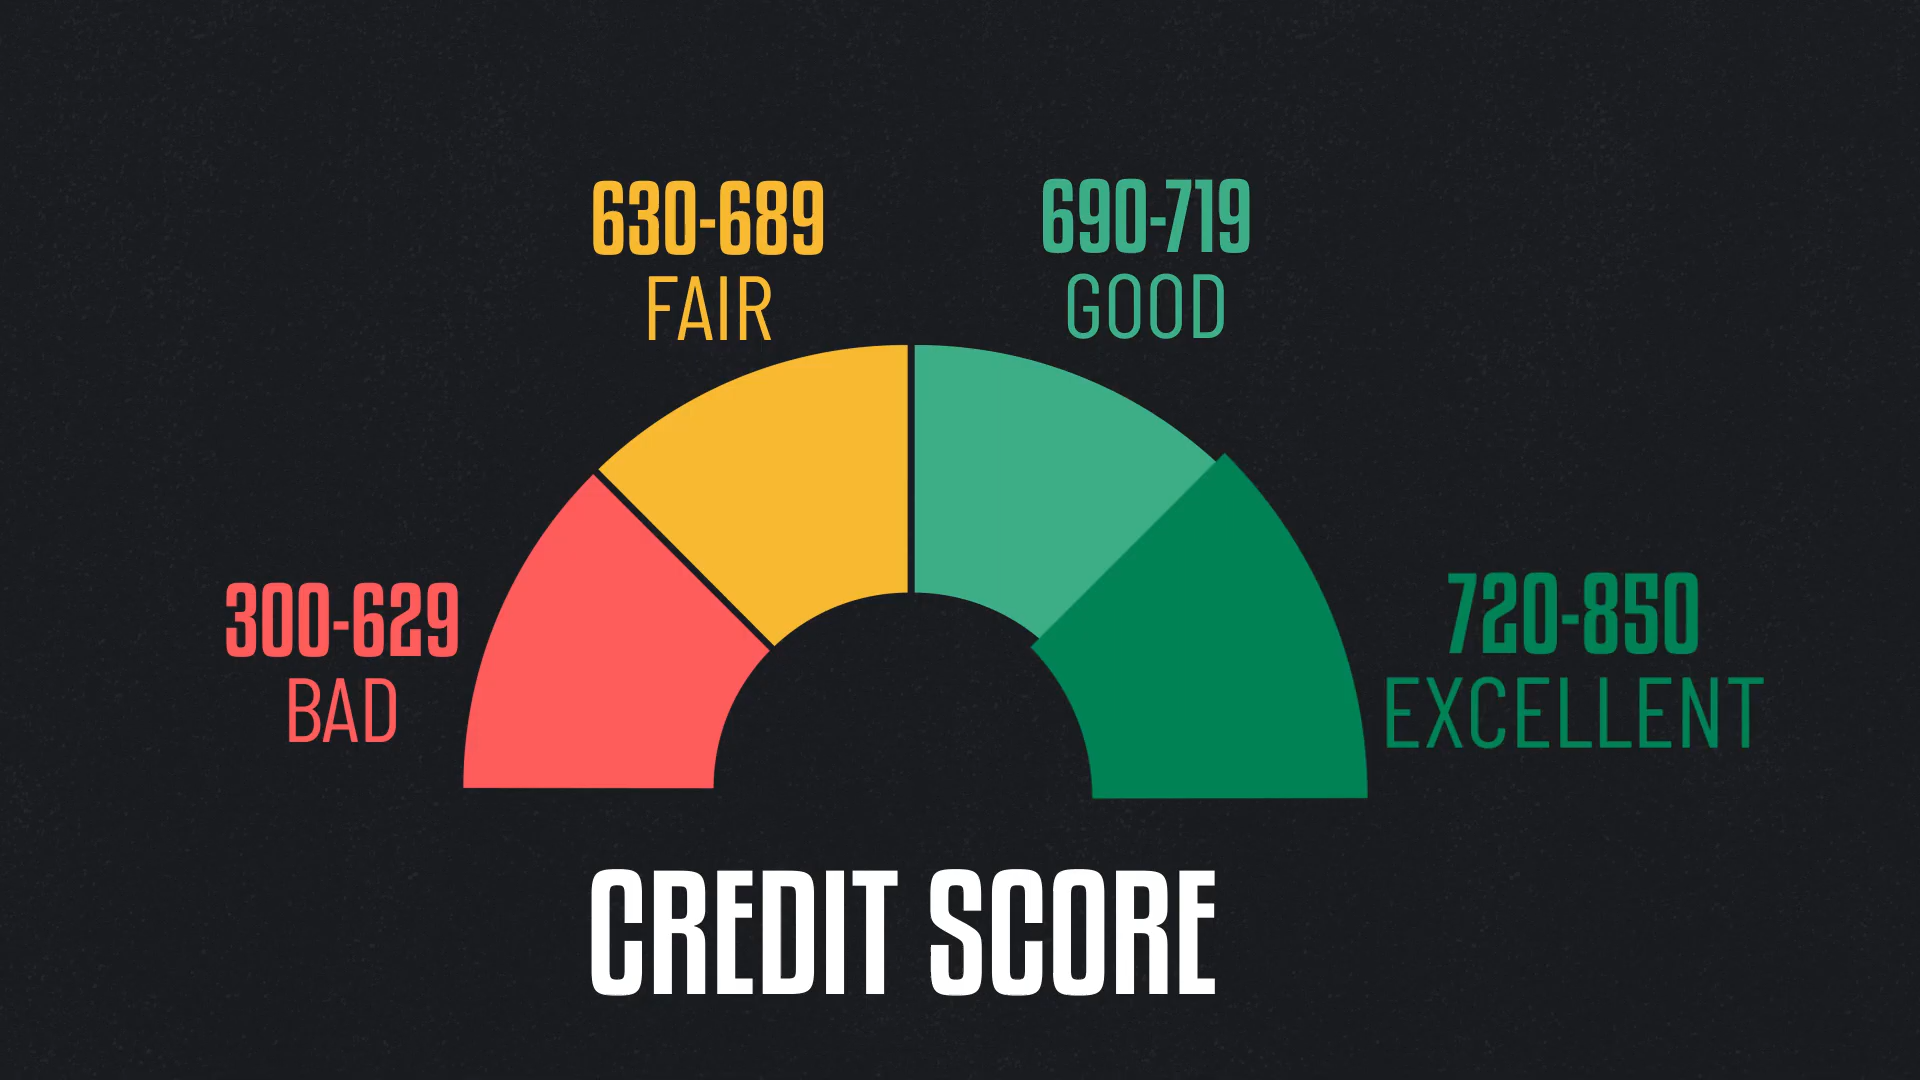 630-689
FAIR
690-719
GOOD
300-629
BAD
720-850
EXCELLENT
CREDIT SCORE